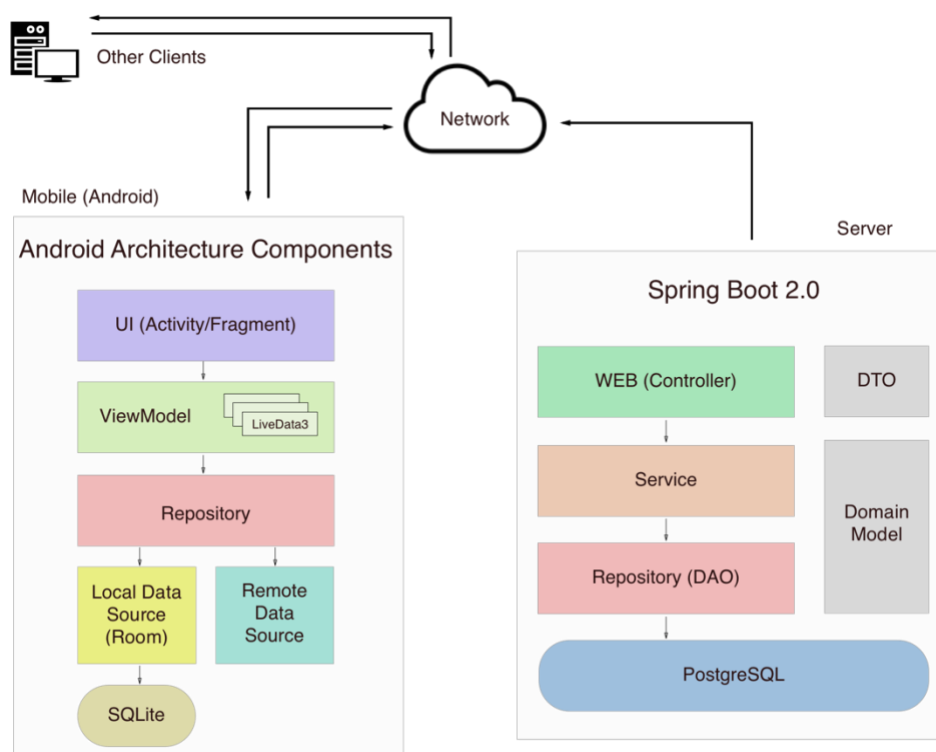 Other Clients
Network
Mobile (Android)
Android Architecture Components
UI (Activity/Fragment)
ViewModel
LiveData3
Repository
Local Data
Source
(Room)
Remote
Data
Source
SQLite
Server
Spring Boot 2.0
WEB (Controller)
DTO
Service
Domain
Model
Repository (DAO)
PostgreSQL